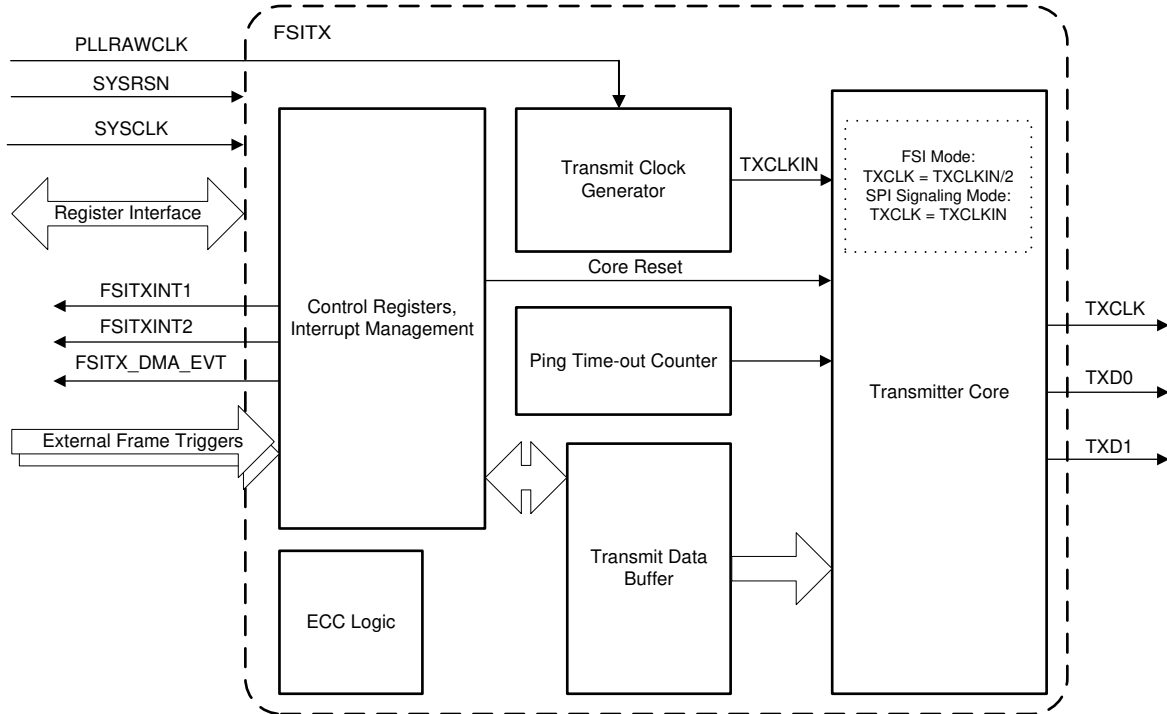 FSITX
PLLRAWCLK
SYSRSN
SYSCLK
Register Interface
FSITXINT1
FSITXINT2
FSITX_DMA_EVT
External Frame Triggers
Control Registers,
Interrupt Management
ECC Logic
Transmit Clock
Generator
TXCLKIN
Core Reset
Ping Time-out Counter
Transmit Data
Buffer
FSI Mode:
TXCLK = TXCLKIN/2
SPI Signaling Mode:
TXCLK = TXCLKIN
Transmitter Core
TXCLK
TXD0
TXD1